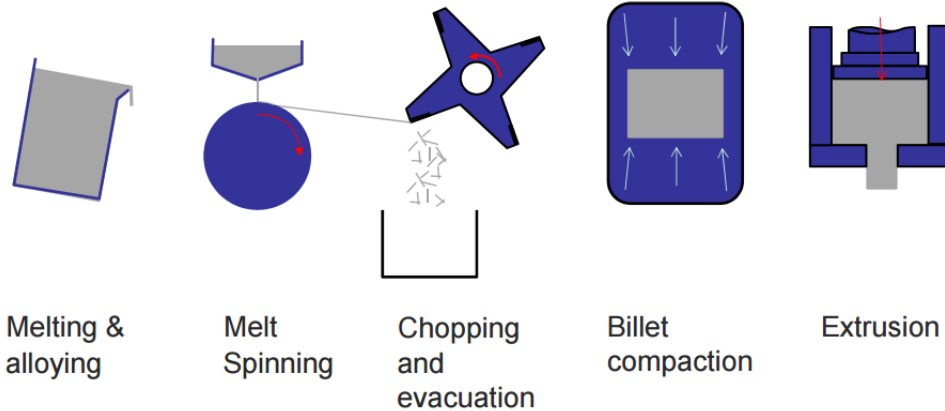 Melting &
alloying
Melt
Spinning
Chopping
and
evacuation
Billet
compaction
Extrusion